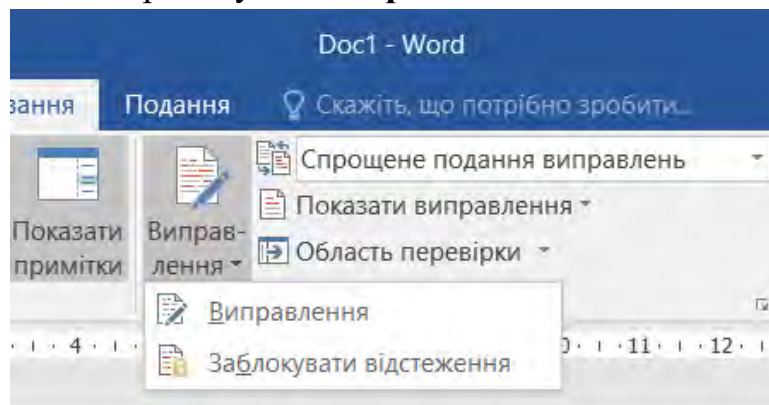 Doc1 - Word
Подання
Скажіть, що потрібно зробити...
Показати примітки
Виправ-
лення
Спрощене подання виправлень
Показати виправлення
Область перевірки
Виправлення
Заблокувати відстеження
4
11 12